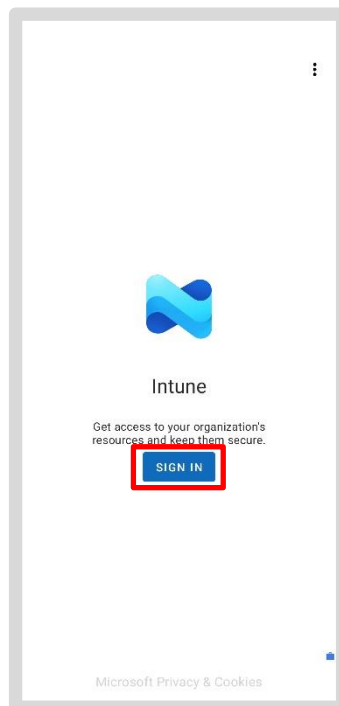 Intune
Get access to your organization's
resources and keep them secure.
SIGN IN
Microsoft Privacy & Cookies